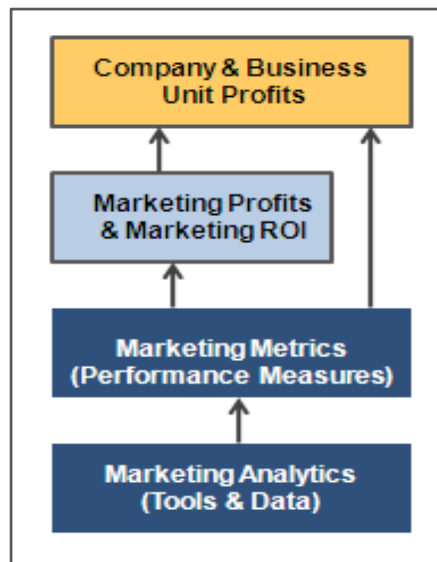 Company & Business
Unit Profits
Marketing Profits
& Marketing ROI
Marketing Metrics
(Performance Measures)
Marketing Analytics
(Tools & Data)